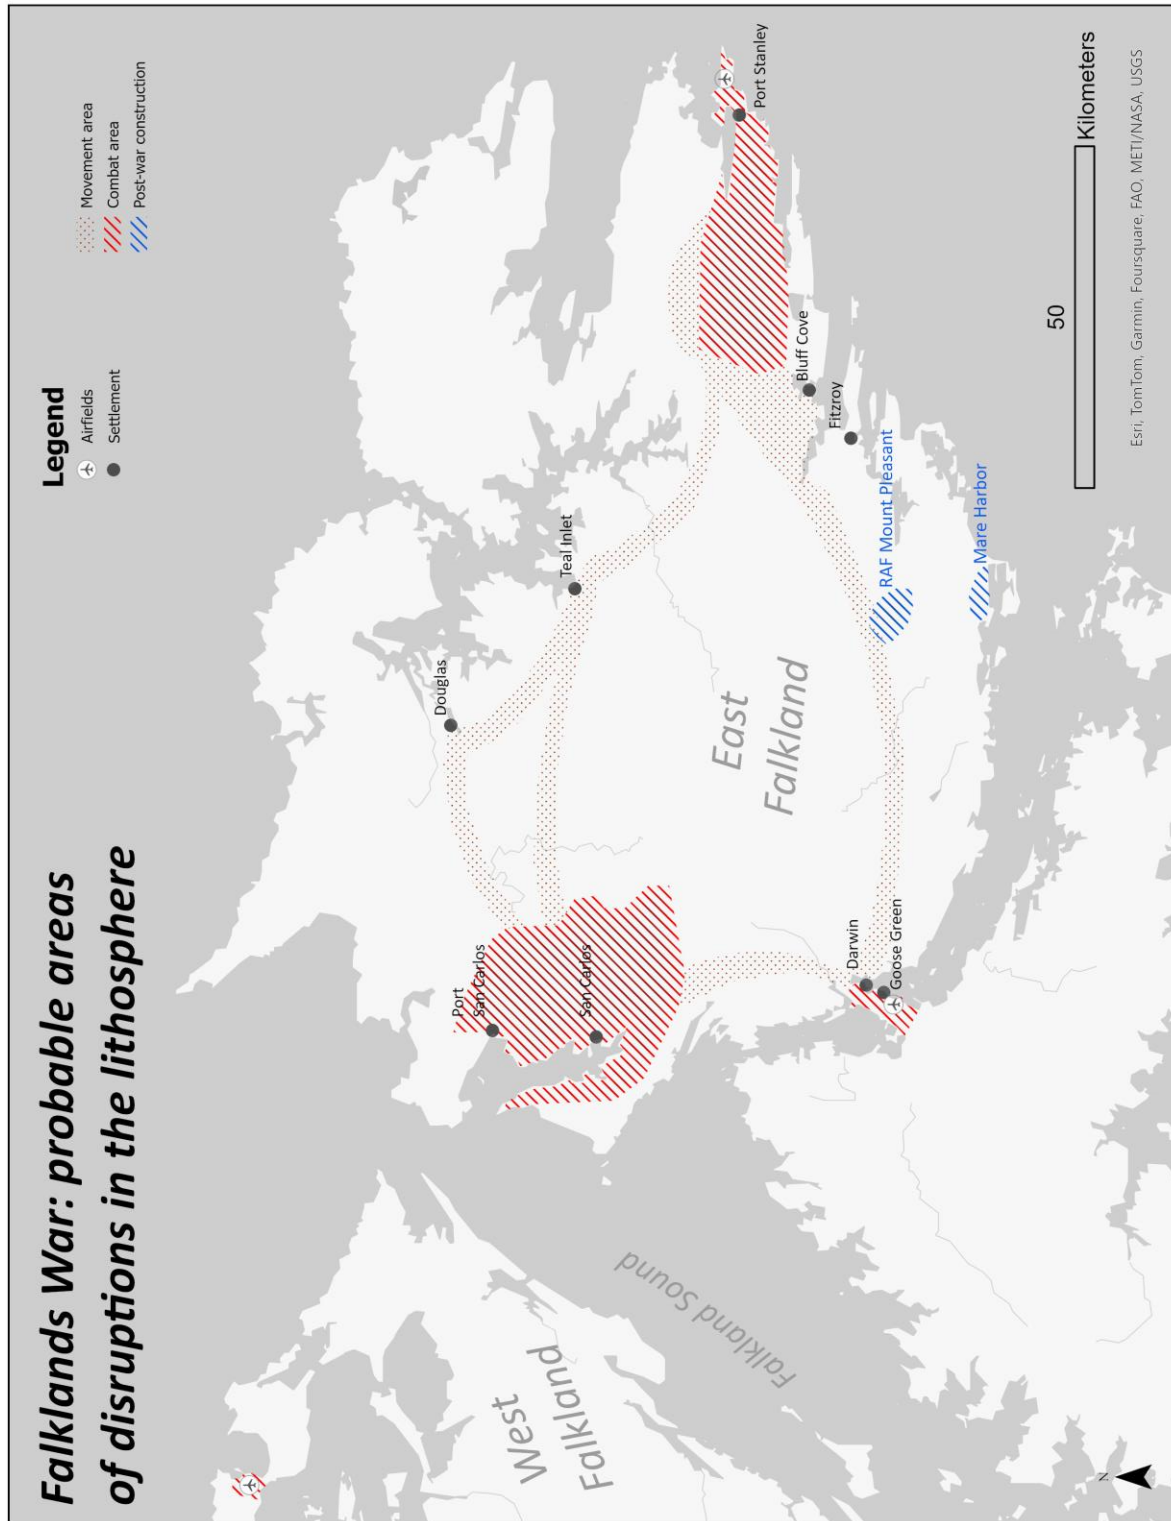 Falklands War: probable areas
of disruptions in the lithosphere
Legend
Airfields
Settlement
Movement area
Combat area
Post-war construction
Port
San Carlos
San Carlos
Douglas
Teal Inlet
Port Stanley
Bluff Cove
Fitzroy
RAF Mount Pleasant
Mare Harbor
Darwin
Goose Green
East
Falkland
West
Falkland
Falkland Sound
N
50
Kilometers
Esri, TomTom, Garmin, Foursquare, FAO, METI/NASA, USGS